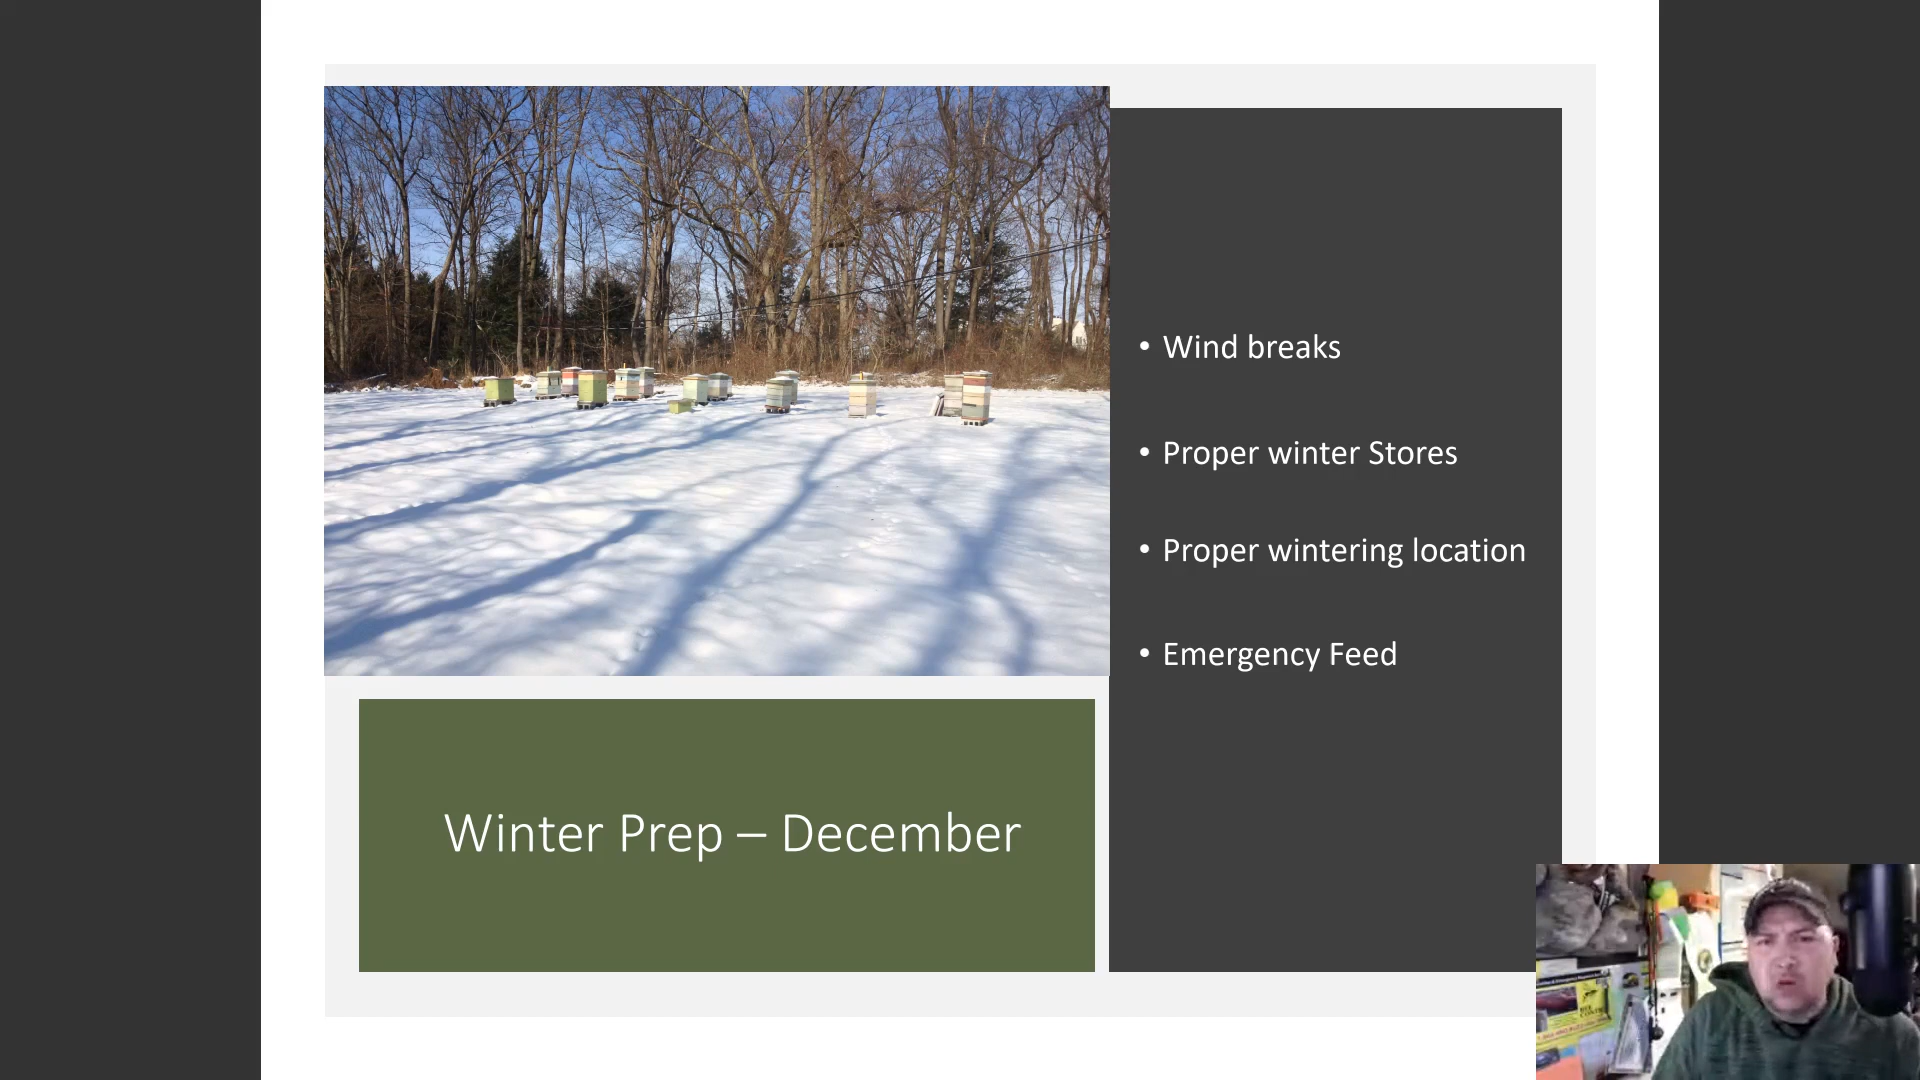 • Wind breaks
• Proper winter Stores
• Proper wintering location
• Emergency Feed
Winter Prep – December